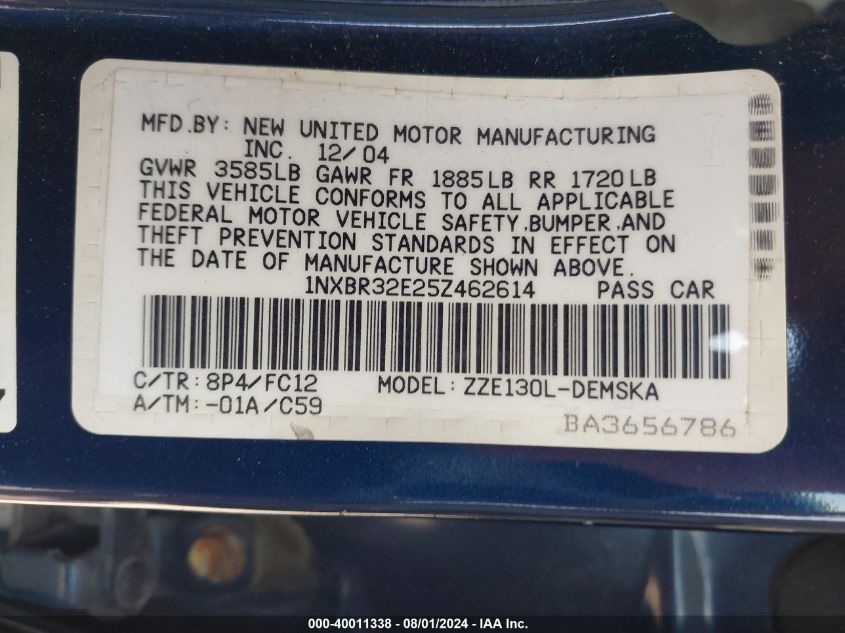 MFD.BY: NEW UNITED MOTOR MANUFACTURING
INC. 12/04
GVWR 3585LB GAWR FR 1885LB RR 1720LB
THIS VEHICLE CONFORMS TO ALL APPLICABLE
FEDERAL MOTOR VEHICLE SAFETY,BUMPER,AND
THEFT PREVENTION STANDARDS IN EFFECT ON
THE DATE OF MANUFACTURE SHOWN ABOVE.
1NXBR32E25Z462614 PASS CAR
C/TR:8P4/FC12 MODEL:ZZE130L-DEMSKA
A/TM:-01A/C59
BA3656786
000-40011338 - 08/01/2024 - IAA Inc.